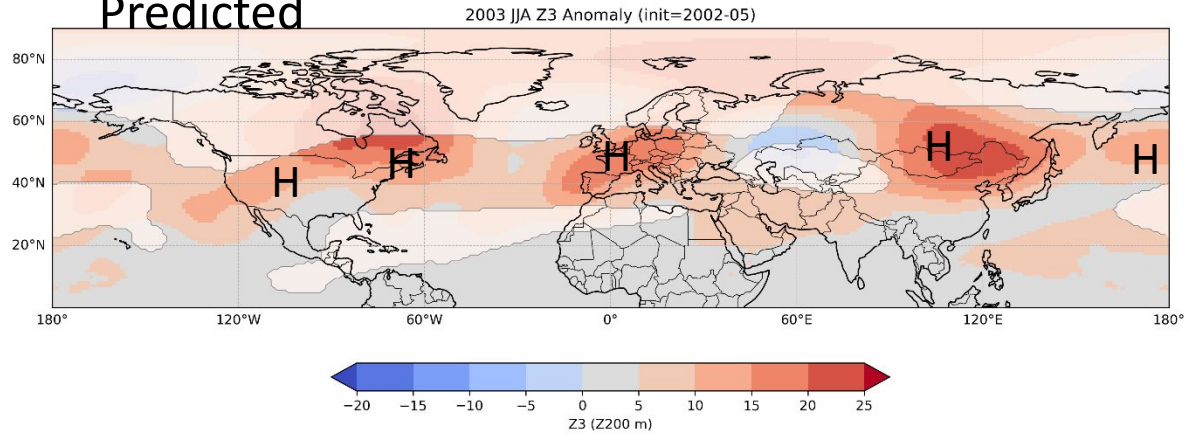 Predicted
2003 JJA Z3 Anomaly (init=2002-05)
80°N
60°N
40°N
20°N
H
H
H
H
H
180°
120°W
60°W
0°
60°E
120°E
180°
−20
−15
−10
−5
0
5
10
15
20
25
Z3 (Z200 m)